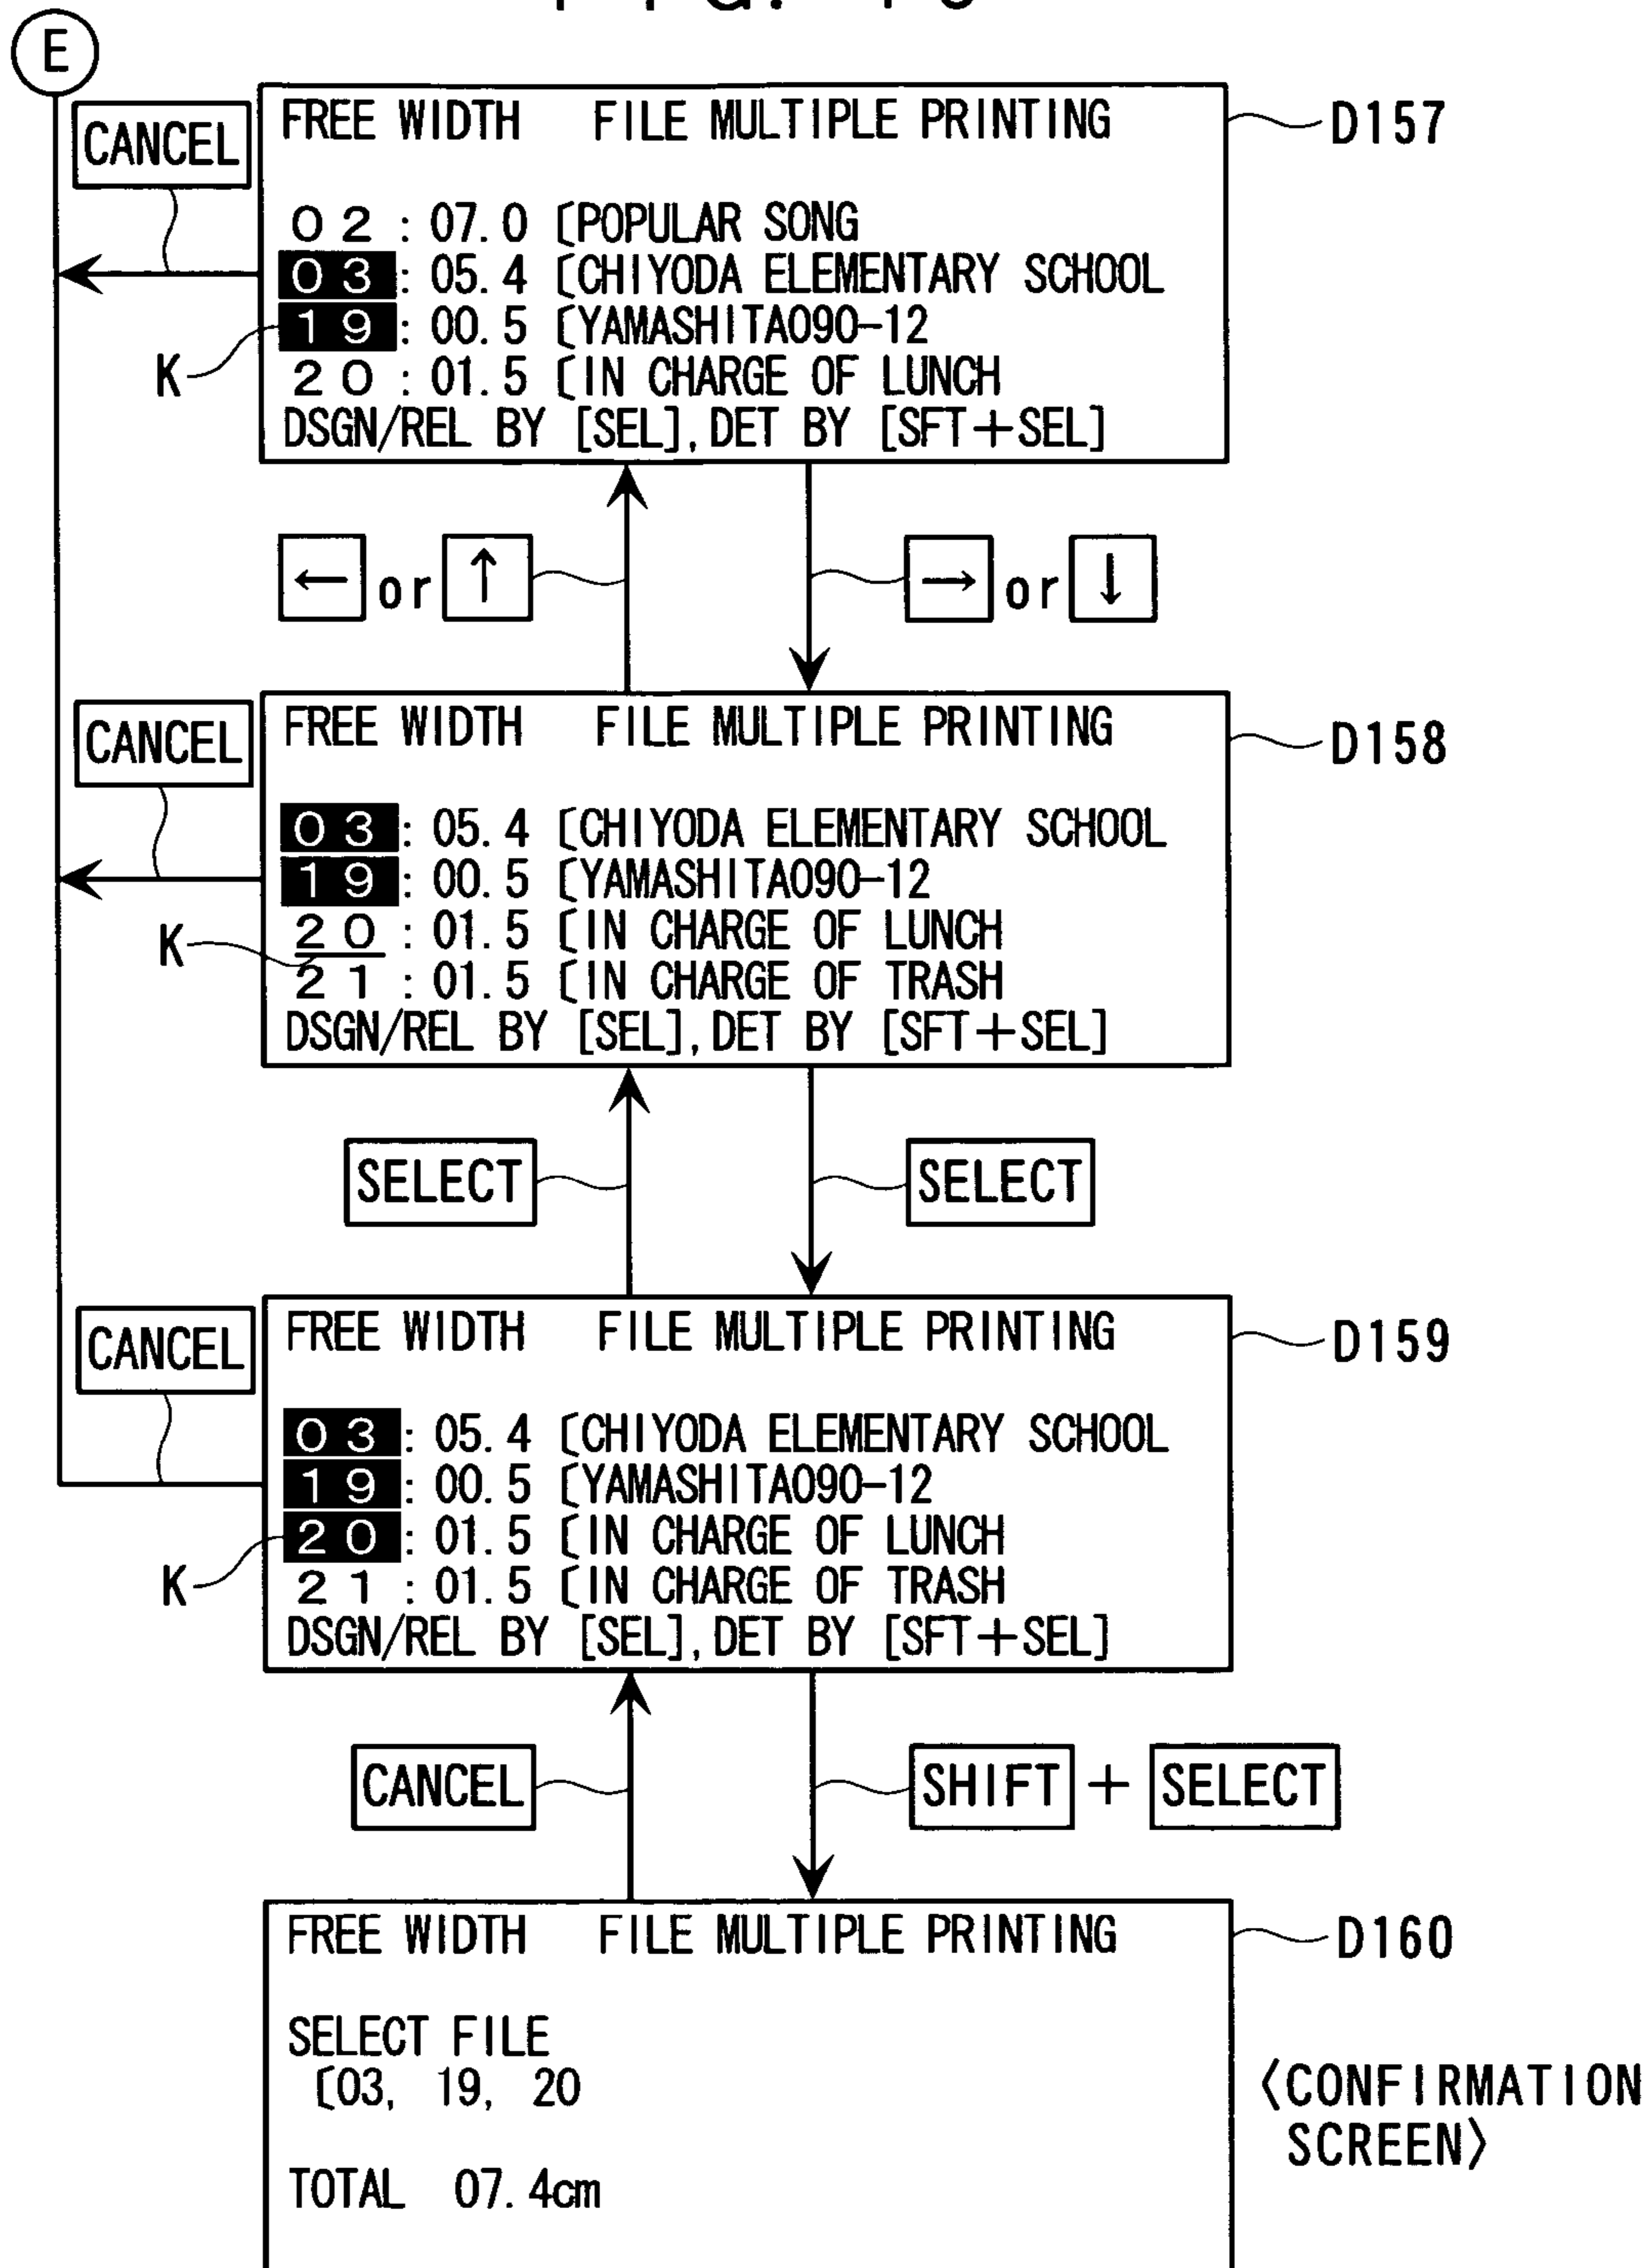 FIG.
E
CANCEL
FREE WIDTH FILE MULTIPLE PRINTING
D157
02 : 07.0 [POPULAR SONG
03 : 05.4 [CHIYODA ELEMENTARY SCHOOL
19 : 00.5 [YAMASHITA090-12
K
20 : 01.5 [IN CHARGE OF LUNCH
DSGN/REL BY [SEL], DET BY [SFT+SEL]
← or ↑ → or ↓
CANCEL
FREE WIDTH FILE MULTIPLE PRINTING
D158
03 : 05.4 [CHIYODA ELEMENTARY SCHOOL
19 : 00.5 [YAMASHITA090-12
K
20 : 01.5 [IN CHARGE OF LUNCH
21 : 01.5 [IN CHARGE OF TRASH
DSGN/REL BY [SEL], DET BY [SFT+SEL]
SELECT SELECT
CANCEL
FREE WIDTH FILE MULTIPLE PRINTING
D159
03 : 05.4 [CHIYODA ELEMENTARY SCHOOL
19 : 00.5 [YAMASHITA090-12
20 : 01.5 [IN CHARGE OF LUNCH
K
21 : 01.5 [IN CHARGE OF TRASH
DSGN/REL BY [SEL], DET BY [SFT+SEL]
CANCEL SHIFT + SELECT
FREE WIDTH FILE MULTIPLE PRINTING
D160
SELECT FILE
[03, 19, 20
TOTAL 07.4cm
〈CONFIRMATION
SCREEN〉